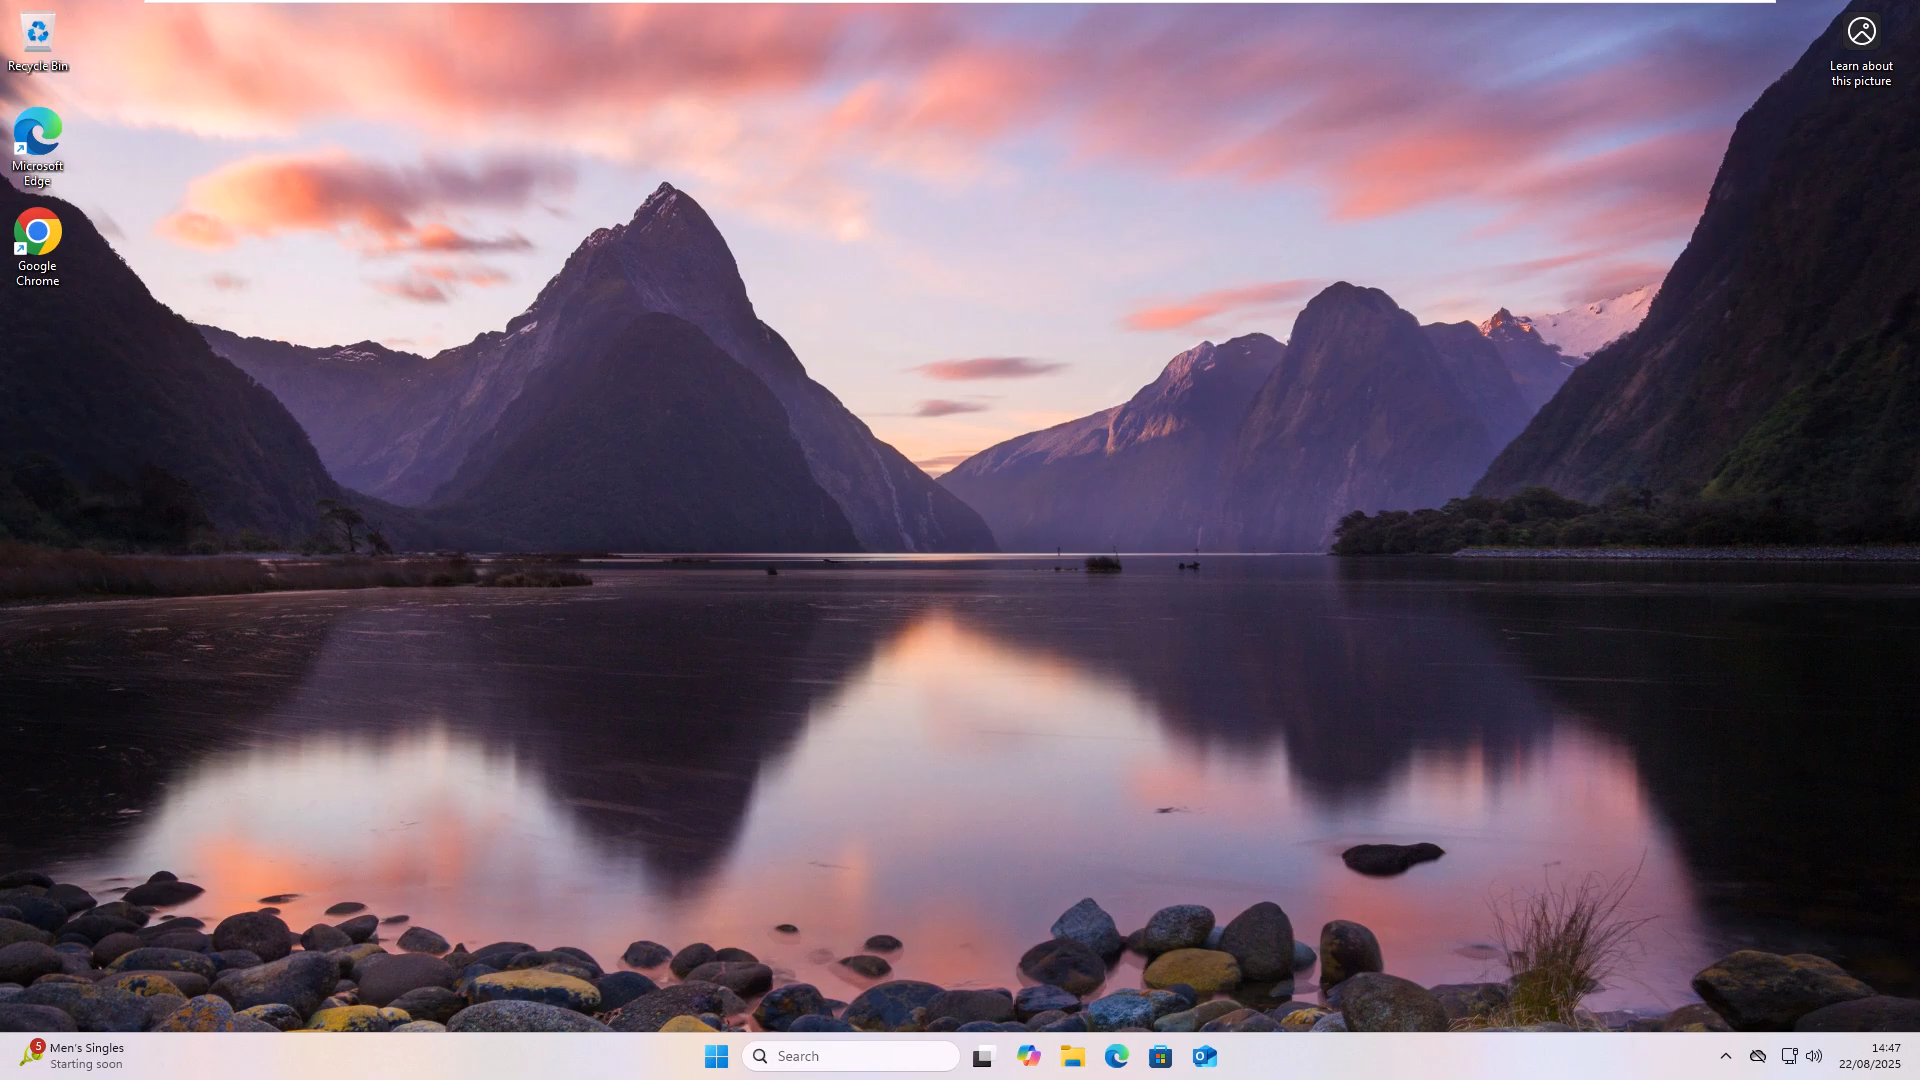 Recycle Bin
Learn about
this picture
Microsoft
Edge
Google
Chrome
5
Men's Singles
Starting soon
Search
14:47
22/08/2025